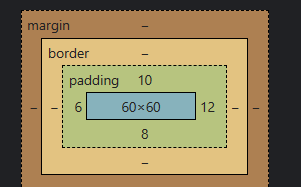 margin –
border –
padding 10
– – 6 60×60 12 – –
8
–